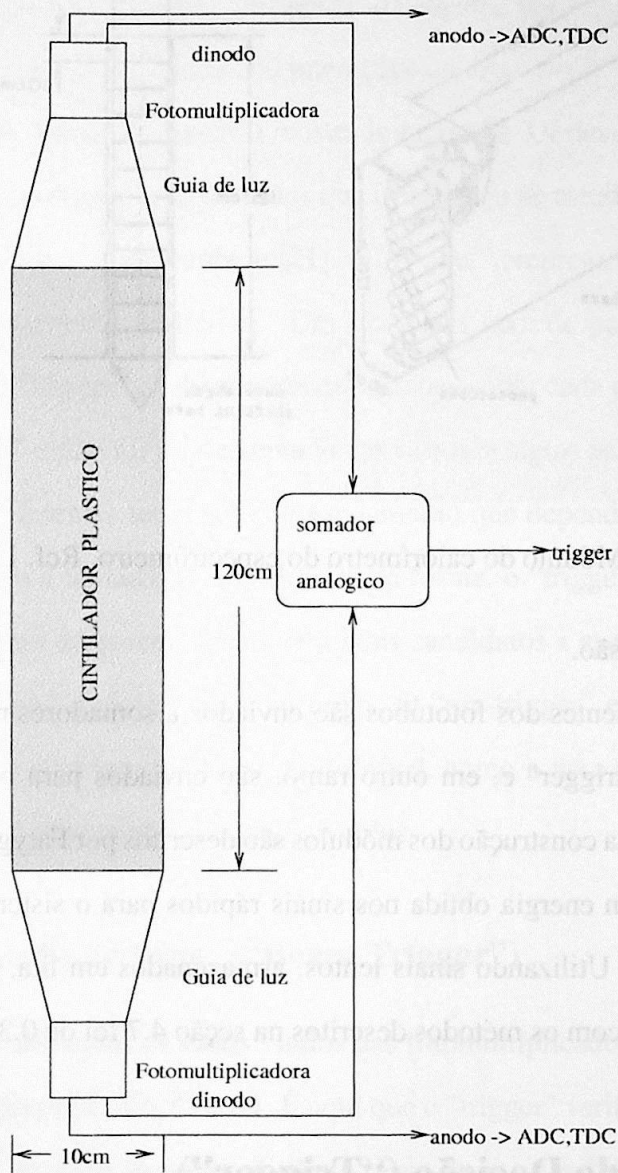 anodo ->ADC,TDC
dinodo
Fotomultiplicadora
Guia de luz
CINTILADOR PLASTICO
120cm
somador
analogico
trigger
Guia de luz
Fotomultiplicadora
dinodo
anodo -> ADC,TDC
10cm